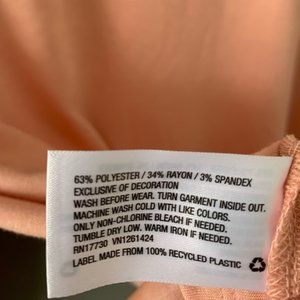 63% POLYESTER / 34% RAYON / 3% SPANDEX
EXCLUSIVE OF DECORATION
WASH BEFORE WEAR. TURN GARMENT INSIDE OUT.
MACHINE WASH COLD WITH LIKE COLORS.
ONLY NON-CHLORINE BLEACH IF NEEDED.
TUMBLE DRY LOW. WARM IRON IF NEEDED.
RN17730 VN1261424
LABEL MADE FROM 100% RECYCLED PLASTIC